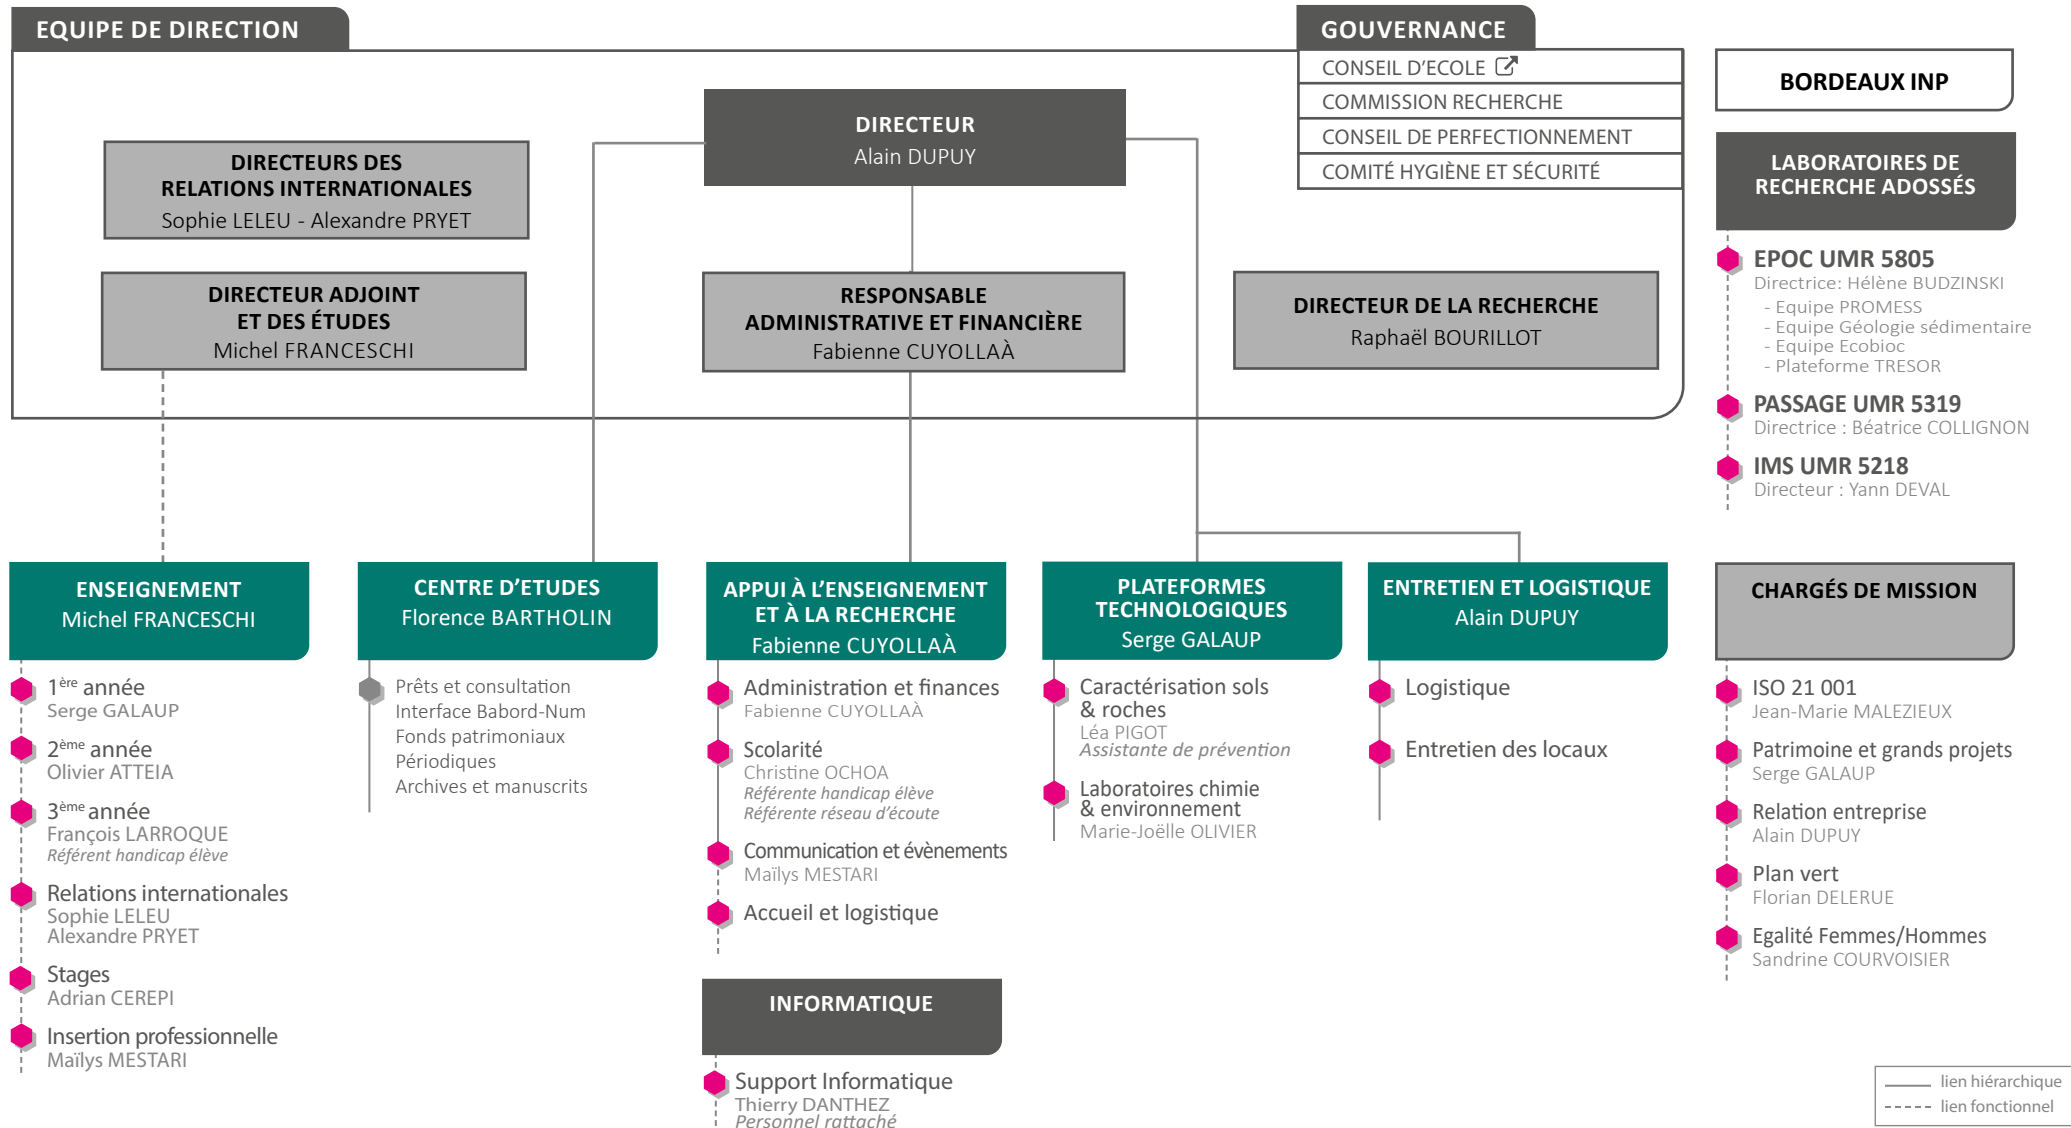 EQUIPE DE DIRECTION
GOUVERNANCE
CONSEIL D'ECOLE
COMMISSION RECHERCHE
CONSEIL DE PERFECTIONNEMENT
COMITÉ HYGIÈNE ET SÉCURITÉ
DIRECTEUR
Alain DUPUY
DIRECTEURS DES
RELATIONS INTERNATIONALES
Sophie LELEU - Alexandre PRYET
DIRECTEUR ADJOINT
ET DES ÉTUDES
Michel FRANCESCHI
RESPONSABLE
ADMINISTRATIVE ET FINANCIÈRE
Fabienne CUYOLLAÀ
DIRECTEUR DE LA RECHERCHE
Raphaël BOURILLOT
BORDEAUX INP
LABORATOIRES DE
RECHERCHE ADOSSÉS
EPOC UMR 5805
Directrice: Hélène BUDZINSKI
- Equipe PROMESS
- Equipe Géologie sédimentaire
- Equipe Ecobioc
- Plateforme TRESOR
PASSAGE UMR 5319
Directrice : Béatrice COLLIGNON
IMS UMR 5218
Directeur : Yann DEVAL
ENSEIGNEMENT
Michel FRANCESCHI
1ère année
Serge GALAUP
2ème année
Olivier ATTEIA
3ème année
François LARROQUE
Référent handicap élève
Relations internationales
Sophie LELEU
Alexandre PRYET
Stages
Adrian CEREPI
Insertion professionnelle
Maïlys MESTARI
CENTRE D'ETUDES
Florence BARTHOLIN
Prêts et consultation
Interface Babord-Num
Fonds patrimoniaux
Périodiques
Archives et manuscrits
APPUI À L'ENSEIGNEMENT
ET À LA RECHERCHE
Fabienne CUYOLLAÀ
Administration et finances
Fabienne CUYOLLAÀ
Scolarité
Christine OCHOA
Référente handicap élève
Référente réseau d'écoute
Communication et évènements
Maïlys MESTARI
Accueil et logistique
INFORMATIQUE
Support Informatique
Thierry DANTHEZ
Personnel rattaché
PLATEFORMES
TECHNOLOGIQUES
Serge GALAUP
Caractérisation sols
& roches
Léa PIGOT
Assistante de prévention
Laboratoires chimie
& environnement
Marie-Joëlle OLIVIER
ENTRETIEN ET LOGISTIQUE
Alain DUPUY
Logistique
Entretien des locaux
CHARGÉS DE MISSION
ISO 21 001
Jean-Marie MALEZIEUX
Patrimoine et grands projets
Serge GALAUP
Relation entreprise
Alain DUPUY
Plan vert
Florian DELERUE
Egalité Femmes/Hommes
Sandrine COURVOISIER
lien hiérarchique
lien fonctionnel